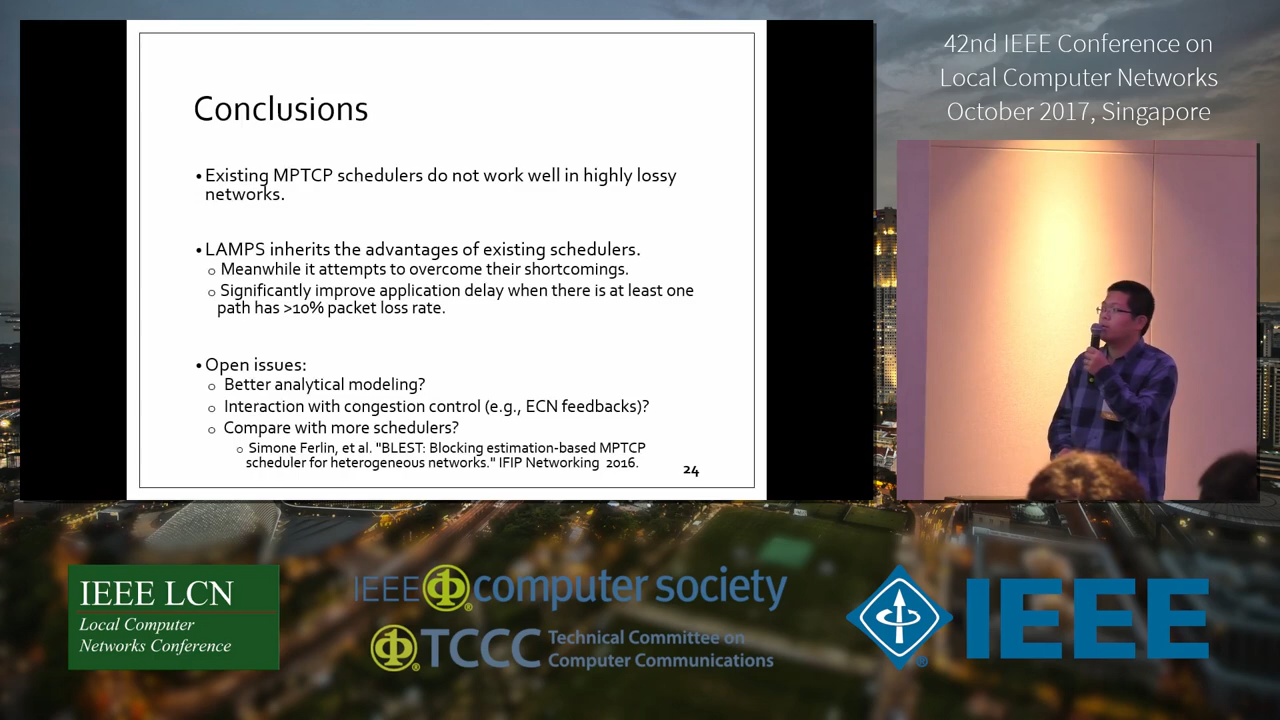 Conclusions
• Existing MPTCP schedulers do not work well in highly lossy
networks.
• LAMPS inherits the advantages of existing schedulers.
o Meanwhile it attempts to overcome their shortcomings.
o Significantly improve application delay when there is at least one
path has >10% packet loss rate.
• Open issues:
o Better analytical modeling?
o Interaction with congestion control (e.g., ECN feedbacks)?
o Compare with more schedulers?
o Simone Ferlin, et al. "BLEST: Blocking estimation-based MPTCP
scheduler for heterogeneous networks." IFIP Networking 2016.
24
42nd IEEE Conference on
Local Computer Networks
October 2017, Singapore
IEEE LCN
Local Computer
Networks Conference
IEEE computer society
TCCC Technical Committee on
Computer Communications
IEEE